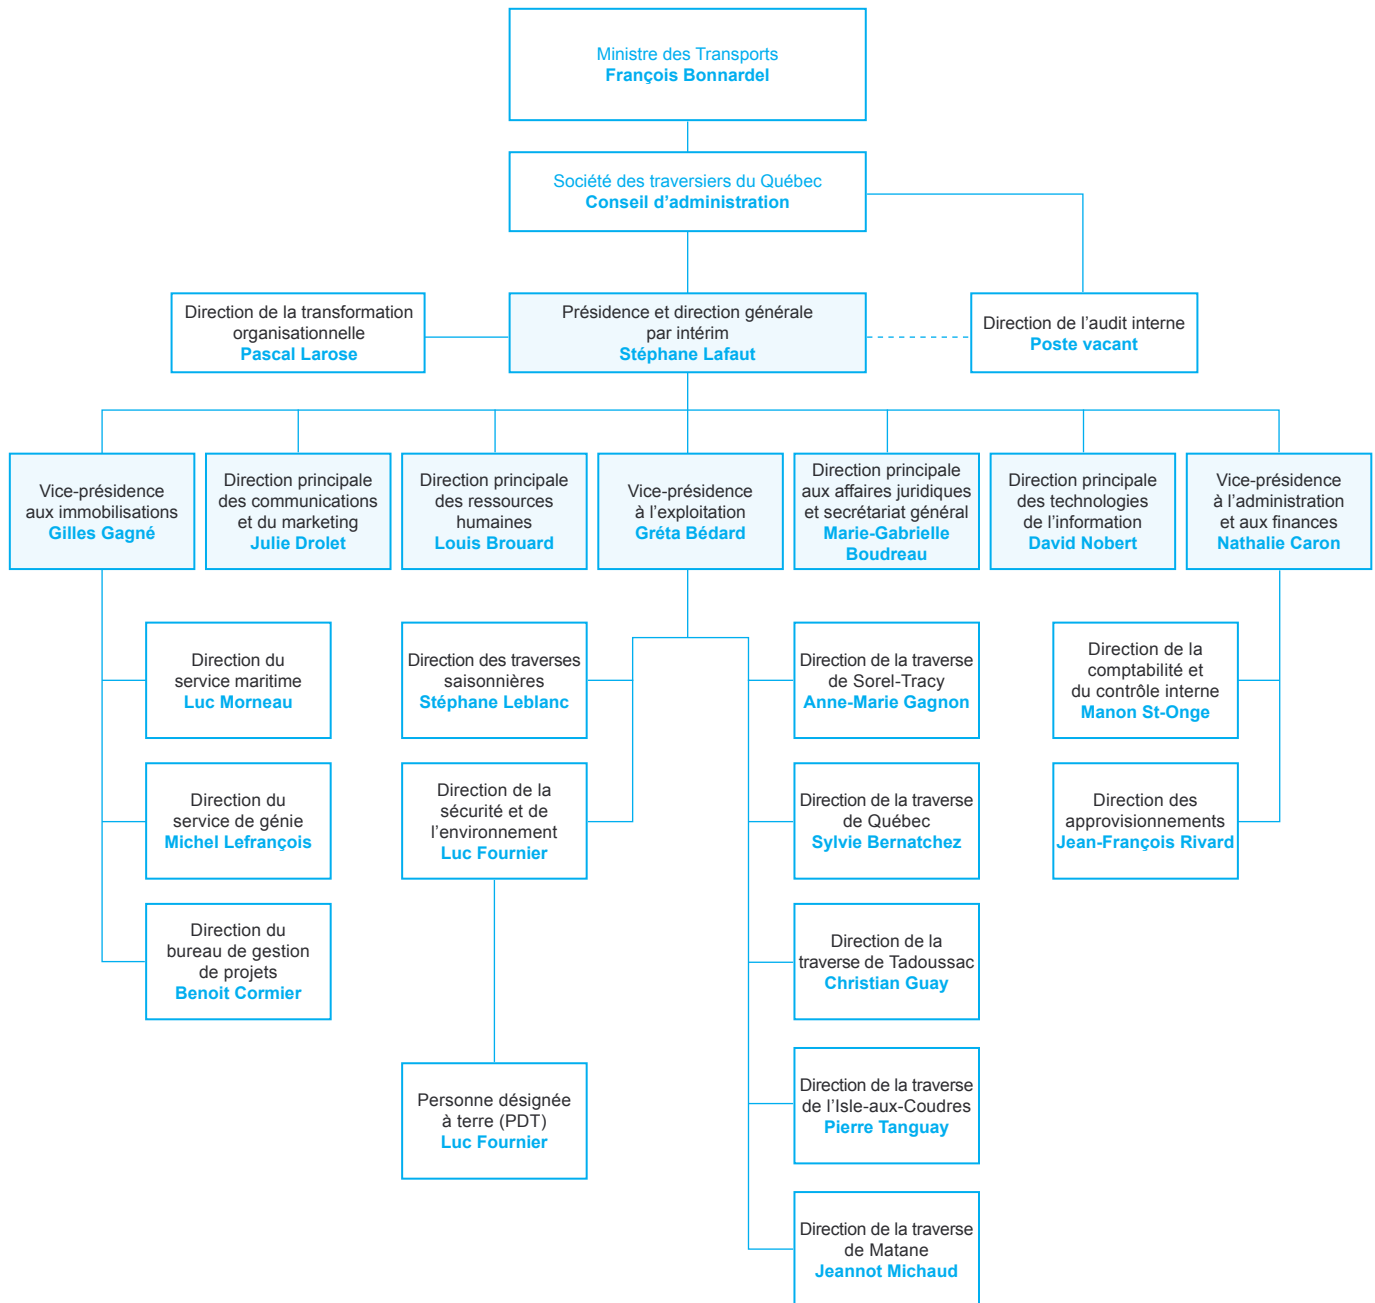 Ministre des Transports
François Bonnardel
Société des traversiers du Québec
Conseil d’administration
Direction de la transformation
organisationnelle
Pascal Larose
Présidence et direction générale
par intérim
Stéphane Lafaut
Direction de l’audit interne
Poste vacant
Vice-présidence
aux immobilisations
Gilles Gagné
Direction principale
des communications
et du marketing
Julie Drolet
Direction principale
des ressources
humaines
Louis Brouard
Vice-présidence
à l’exploitation
Gréta Bédard
Direction principale
aux affaires juridiques
et secrétariat général
Marie-Gabrielle
Boudreau
Direction principale
des technologies
de l’information
David Nobert
Vice-présidence
à l’administration
et aux finances
Nathalie Caron
Direction du
service maritime
Luc Morneau
Direction des traverses
saisonnières
Stéphane Leblanc
Direction de la traverse
de Sorel-Tracy
Anne-Marie Gagnon
Direction de la
comptabilité et
du contrôle interne
Manon St-Onge
Direction du
service de génie
Michel Lefrançois
Direction de la
sécurité et de
l’environnement
Luc Fournier
Direction de la traverse
de Québec
Sylvie Bernatchez
Direction des
approvisionnements
Jean-François Rivard
Direction du
bureau de gestion
de projets
Benoit Cormier
Direction de la
traverse de Tadoussac
Christian Guay
Personne désignée
à terre (PDT)
Luc Fournier
Direction de la traverse
de l’Isle-aux-Coudres
Pierre Tanguay
Direction de la traverse
de Matane
Jeannot Michaud